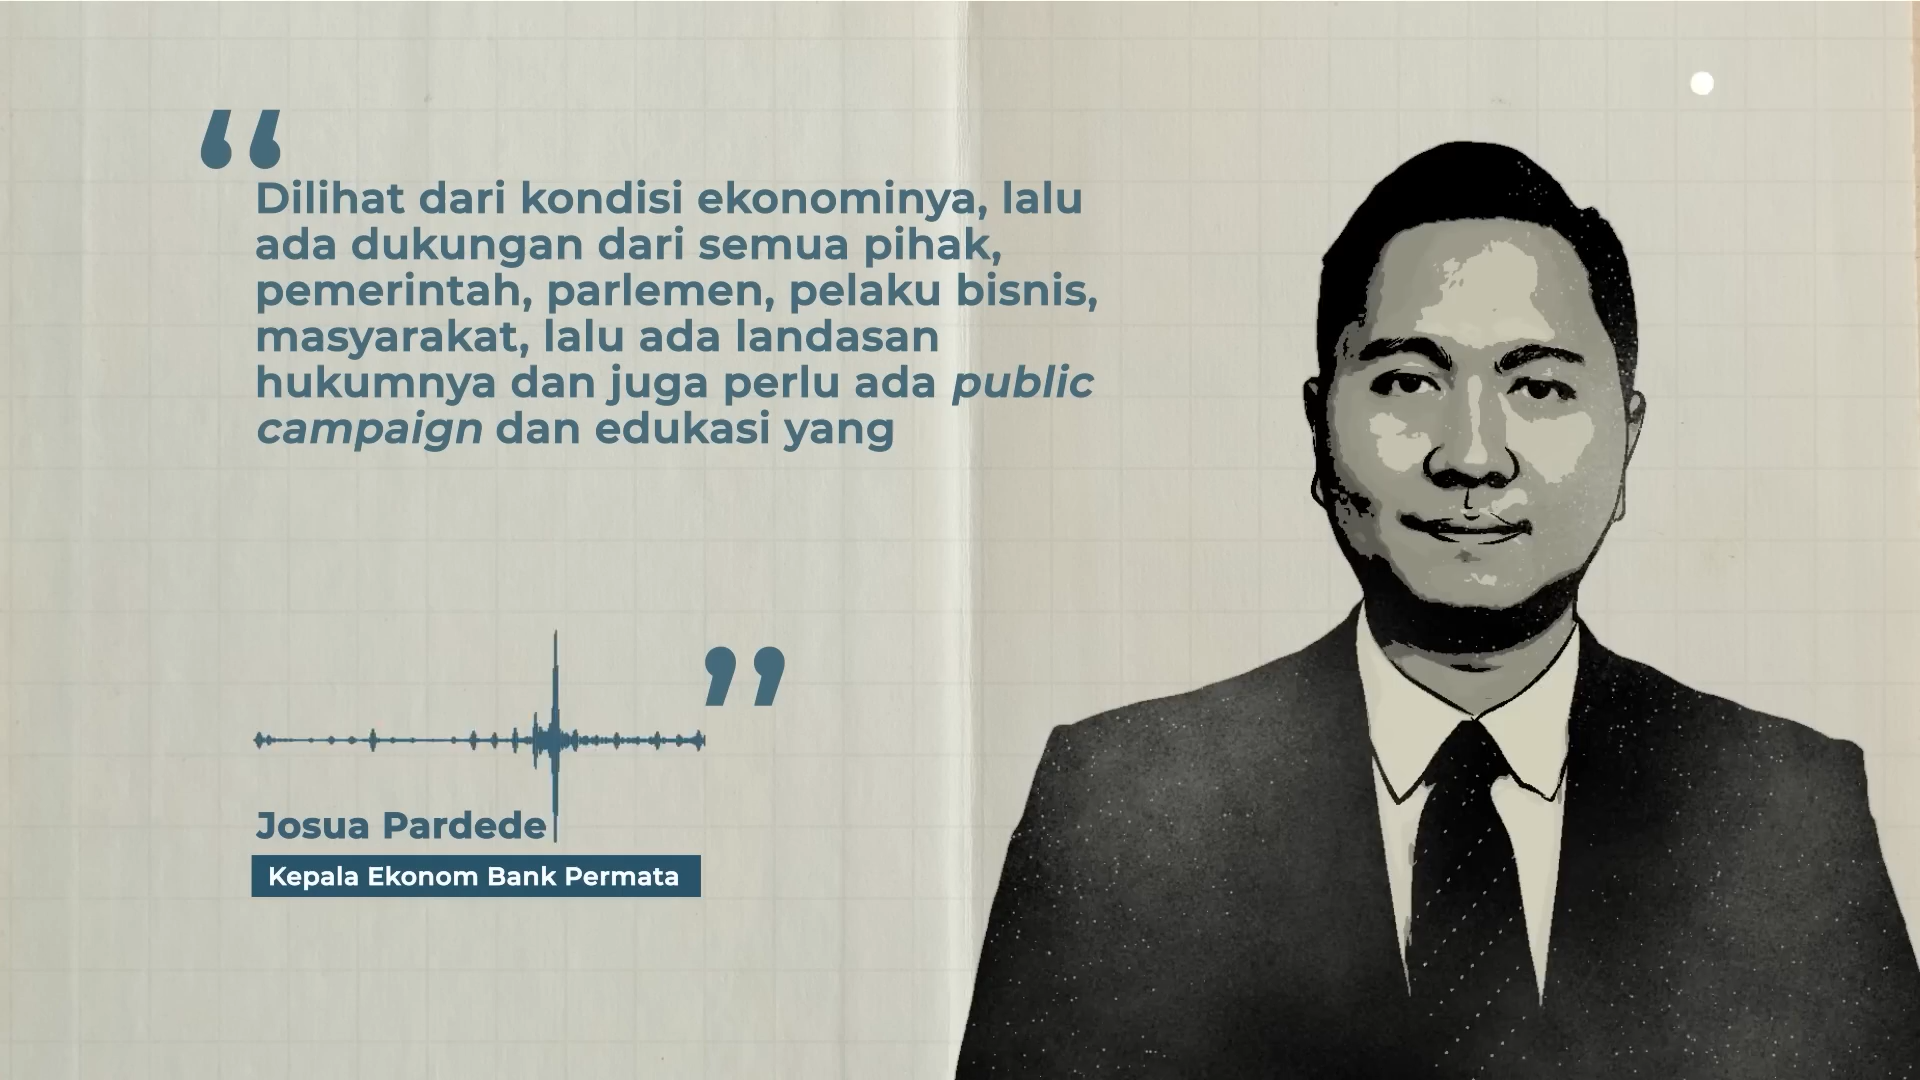 “
Dilihat dari kondisi ekonominya, lalu
ada dukungan dari semua pihak,
pemerintah, parlemen, pelaku bisnis,
masyarakat, lalu ada landasan
hukumnya dan juga perlu ada public
campaign dan edukasi yang
”
Josua Pardede
Kepala Ekonom Bank Permata